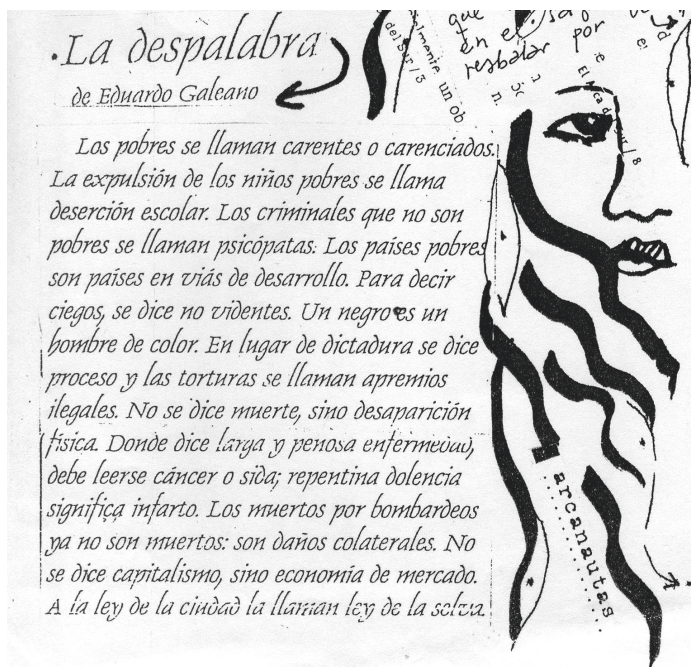 .La despalabra
de Eduardo Galeano
que
en el
resbalar por
del Sur / 3
un ob
Los pobres se llaman carentes o carenciados.
La expulsión de los niños pobres se llama
deserción escolar. Los criminales que no son
pobres se llaman psicópatas: Los países pobres
son países en viás de desarrollo. Para decir
ciegos, se dice no videntes. Un negro es un
hombre de color. En lugar de dictadura se dice
proceso y las torturas se llaman apremios
ilegales. No se dice muerte, sino desaparición
física. Donde dice larga y penosa enfermedad,
debe leerse cáncer o sida; repentina dolencia
significa infarto. Los muertos por bombardeos
ya no son muertos: son daños colaterales. No
se dice capitalismo, sino economía de mercado.
A la ley de la ciudad la llaman ley de la selva.
arcanautas